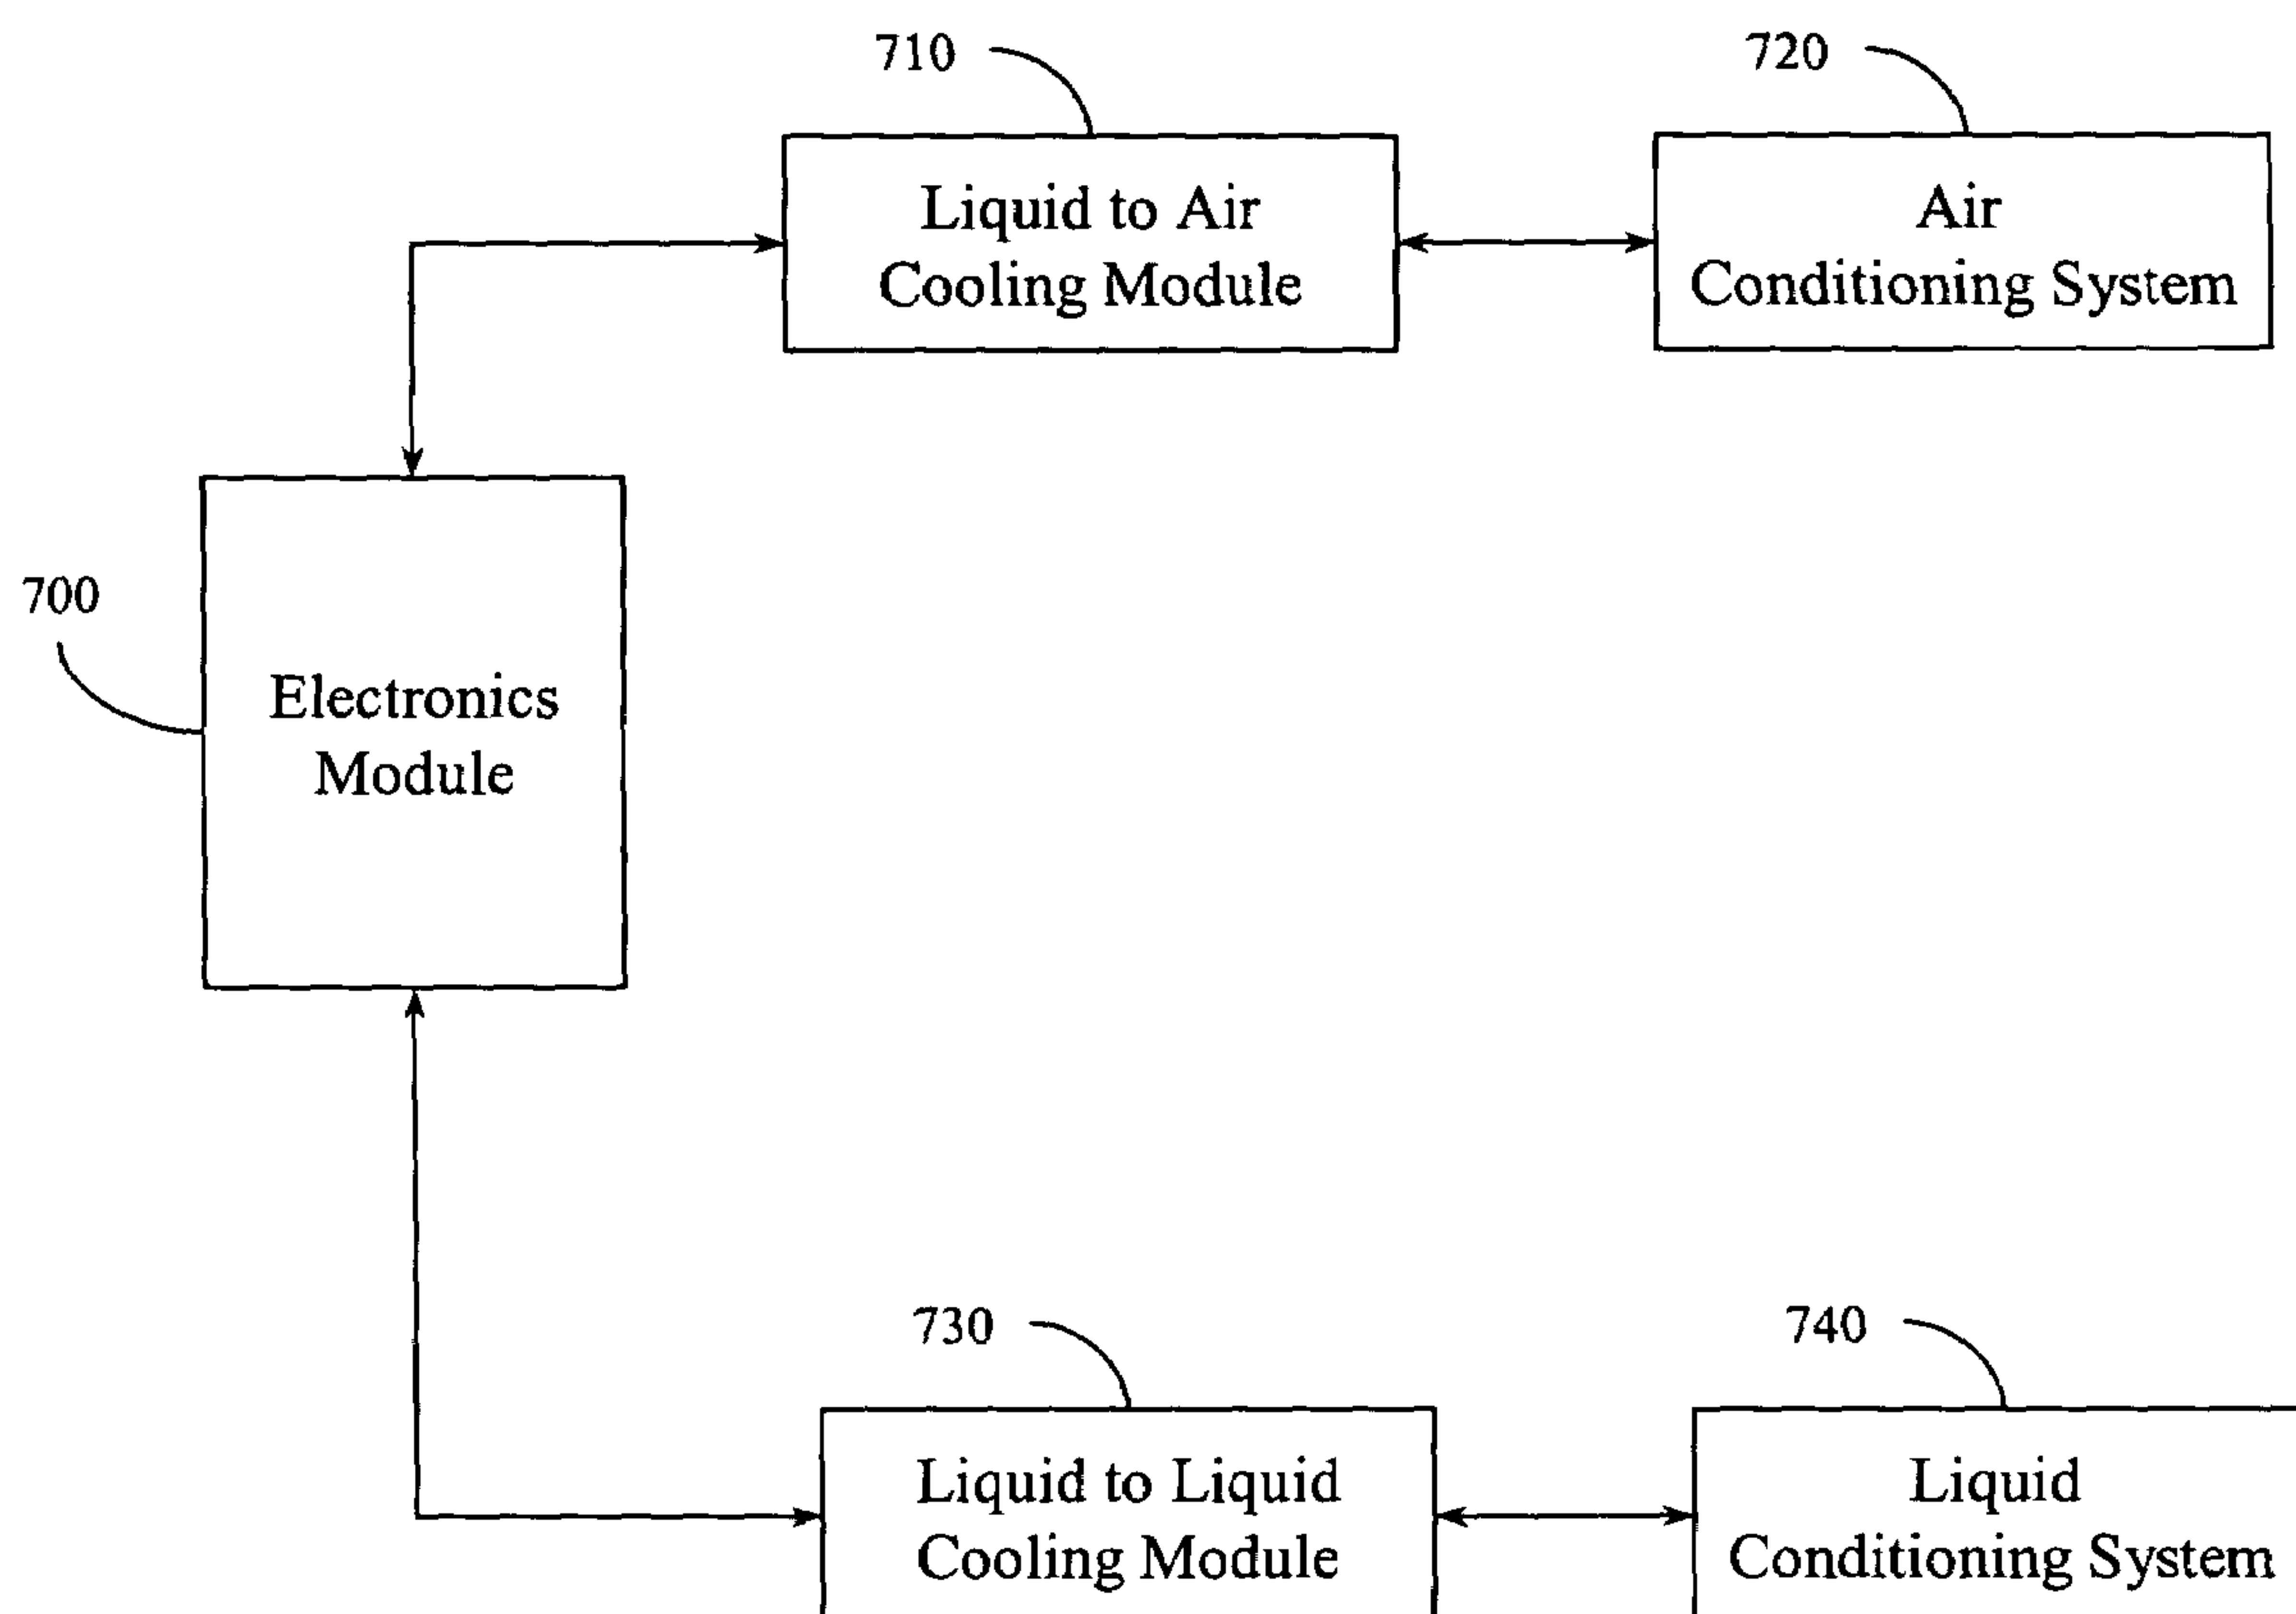 710
720
Liquid to Air
Cooling Module
Air
Conditioning System
700
Electronics
Module
730
740
Liquid to Liquid
Cooling Module
Liquid
Conditioning System